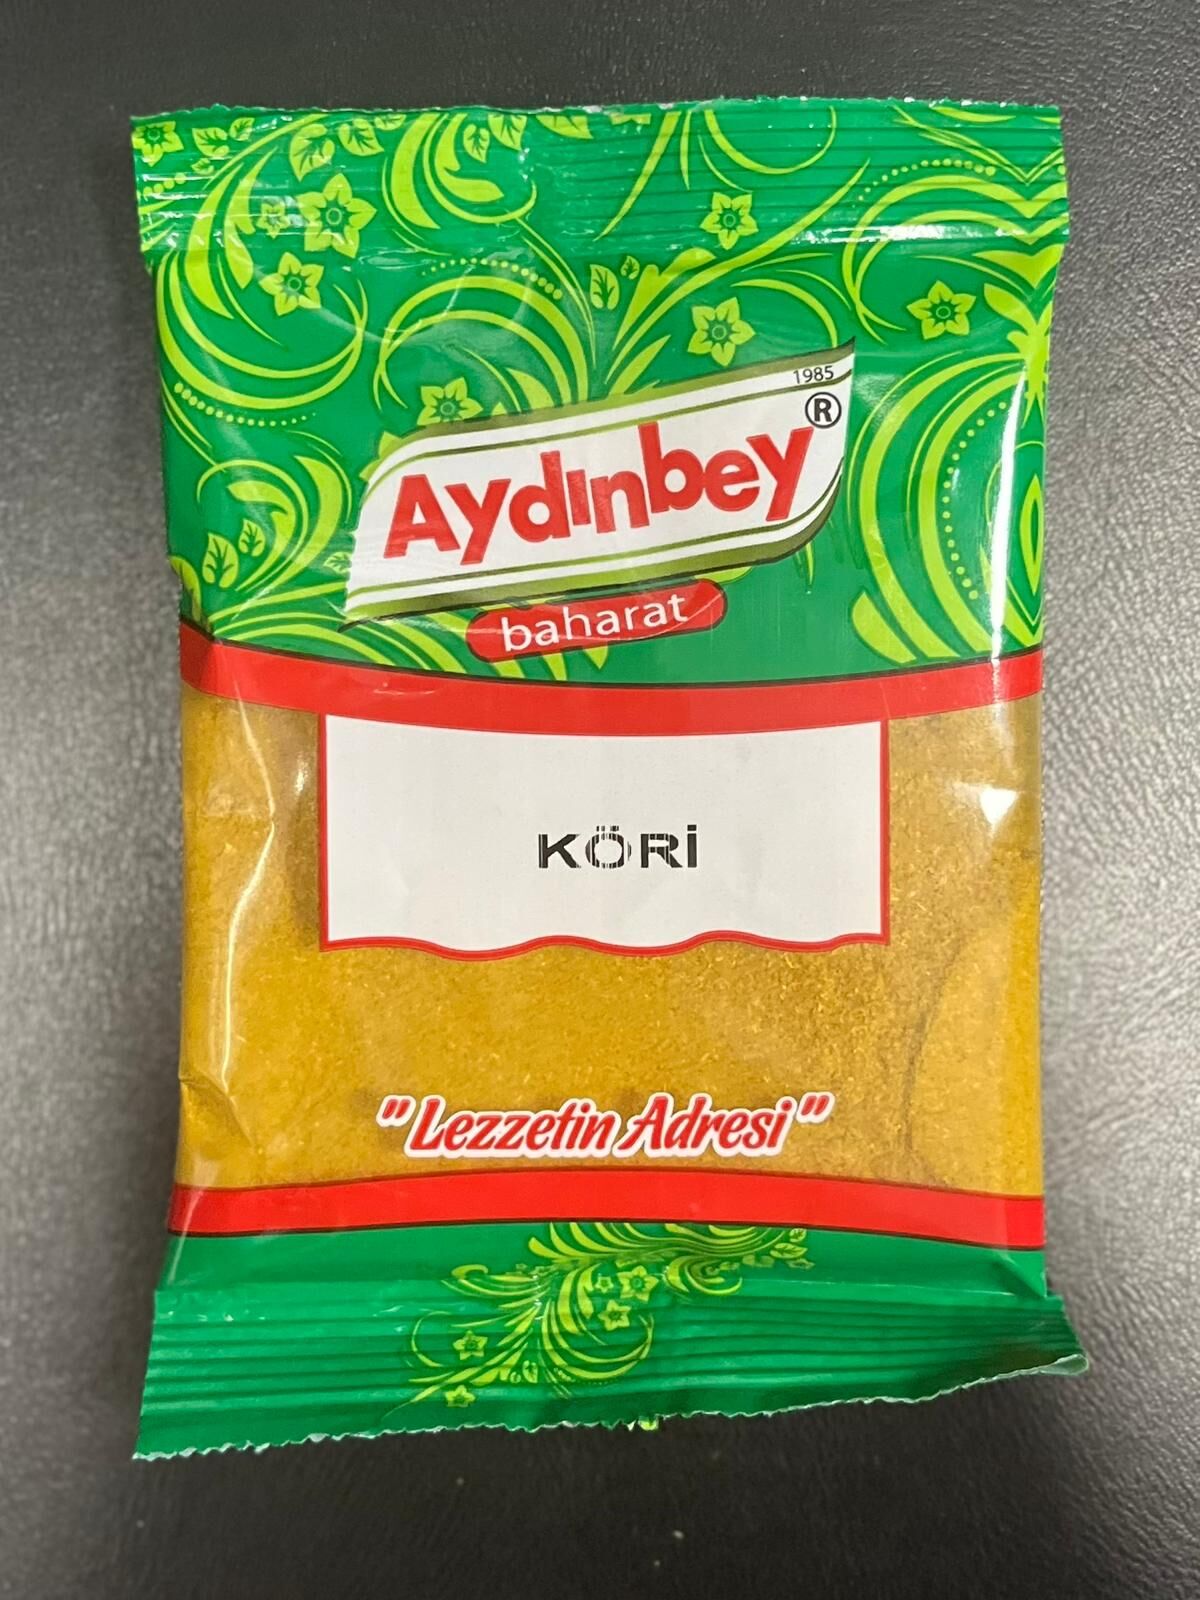 1985
Aydınbey®
baharat
KÖRİ
"Lezzetin Adresi"